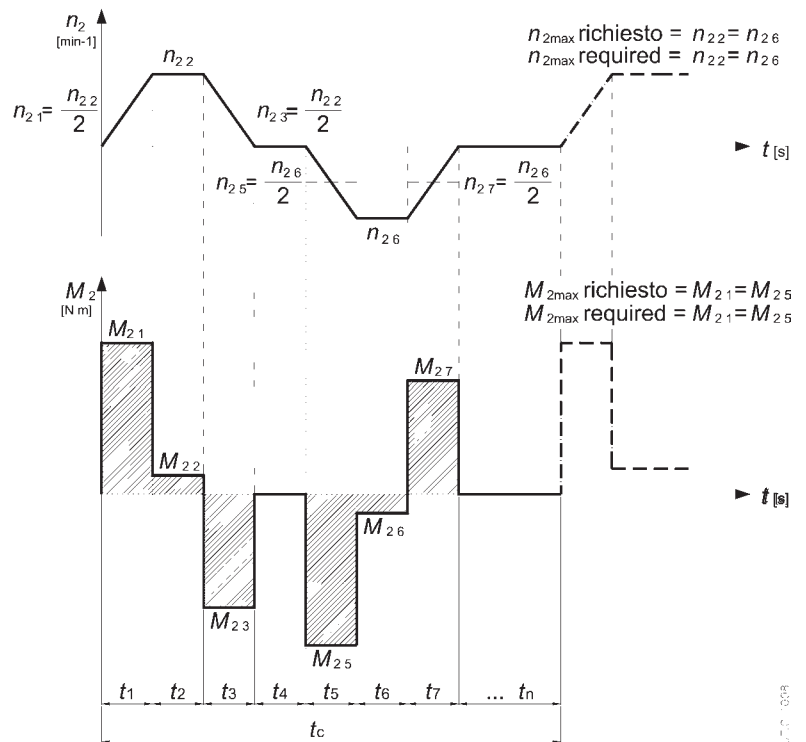 n2
[min-1]
n2max richiesto = n22 = n26
n2max required = n22 = n26
n22
n21 = n22/2
n23 = n22/2
t [s]
n25 = n26/2
n27 = n26/2
n26
M2
[N m]
M2max richiesto = M21 = M25
M2max required = M21 = M25
M21
M27
M22
t [s]
M26
M23
M25
t1 t2 t3 t4 t5 t6 t7 ... tn
tc